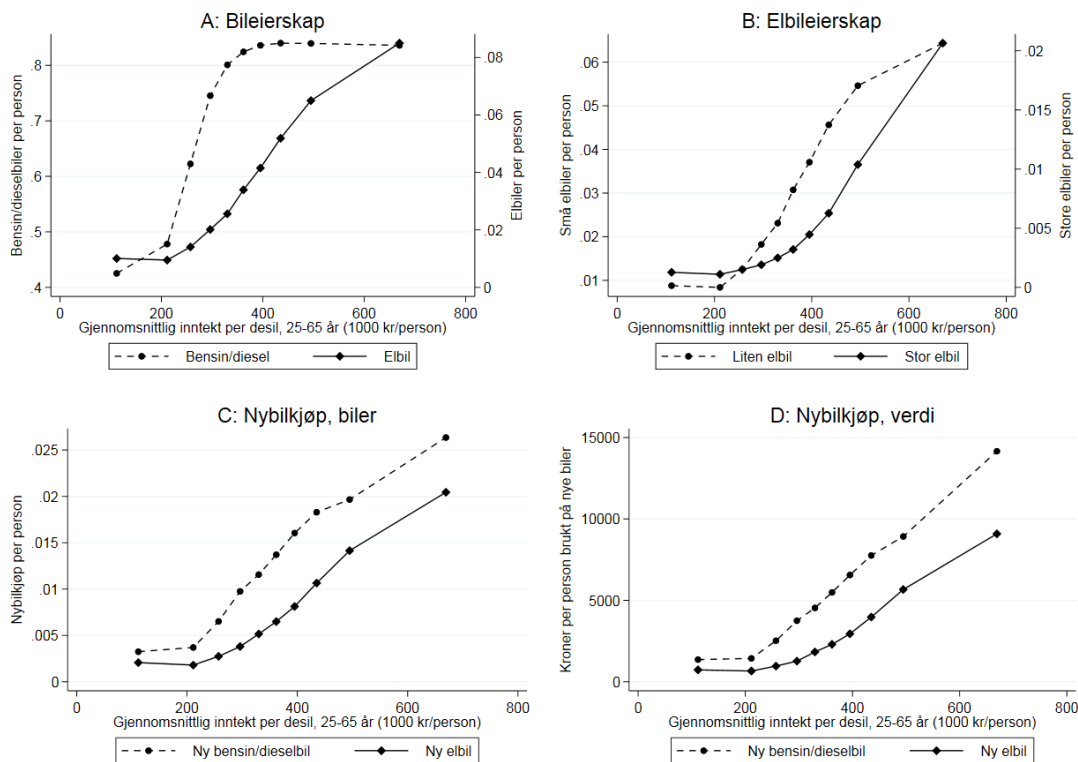 A: Bileierskap
Bensin/dieselbiler per person
.8
.7
.6
.5
.4
.08
.06
.04
.02
0
Elbiler per person
0 200 400 600 800
Gjennomsnittlig inntekt per desil, 25-65 år (1000 kr/person)
Bensin/diesel Elbil
B: Elbileierskap
Små elbiler per person
.06
.05
.04
.03
.02
.01
.02
.015
.01
.005
0
Store elbiler per person
0 200 400 600 800
Gjennomsnittlig inntekt per desil, 25-65 år (1000 kr/person)
Liten elbil Stor elbil
C: Nybilkjøp, biler
Nybilkjøp per person
.025
.02
.015
.01
.005
0
0 200 400 600 800
Gjennomsnittlig inntekt per desil, 25-65 år (1000 kr/person)
Ny bensin/dieselbil Ny elbil
D: Nybilkjøp, verdi
Kroner per person brukt på nye biler
15000
10000
5000
0
0 200 400 600 800
Gjennomsnittlig inntekt per desil, 25-65 år (1000 kr/person)
Ny bensin/dieselbil Ny elbil